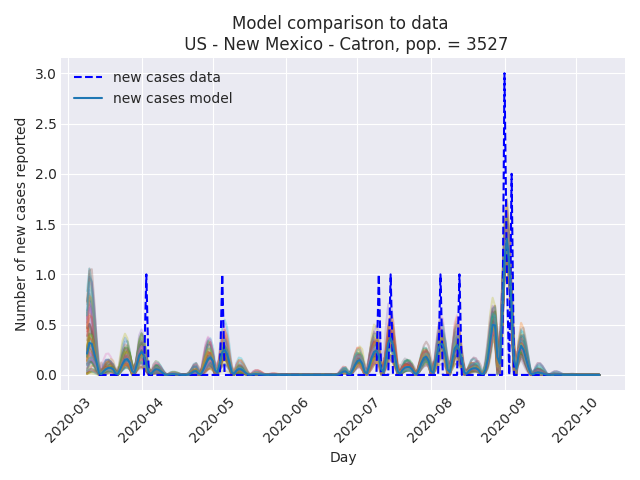 Model comparison to data
US - New Mexico - Catron, pop. = 3527
new cases data
new cases model
Number of new cases reported
3.0
2.5
2.0
1.5
1.0
0.5
0.0
2020-03
2020-04
2020-05
2020-06
2020-07
2020-08
2020-09
2020-10
Day